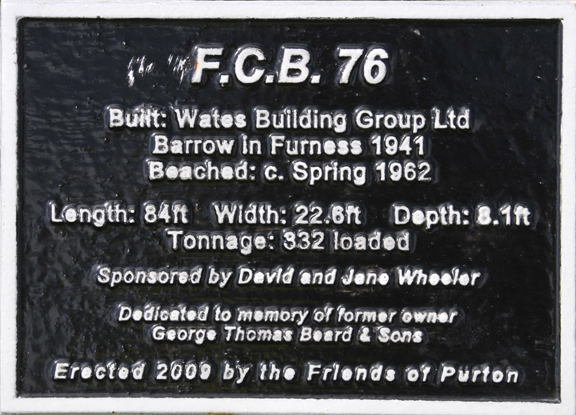 F.C.B. 76
Built: Wates Building Group Ltd
Barrow in Furness 1941
Beached: c. Spring 1962
Length: 84ft Width: 22.6ft Depth: 8.1ft
Tonnage: 332 loaded
Sponsored by David and Jane Wheeler
Dedicated to memory of former owner
George Thomas Beard & Sons
Erected 2009 by the Friends of Purton